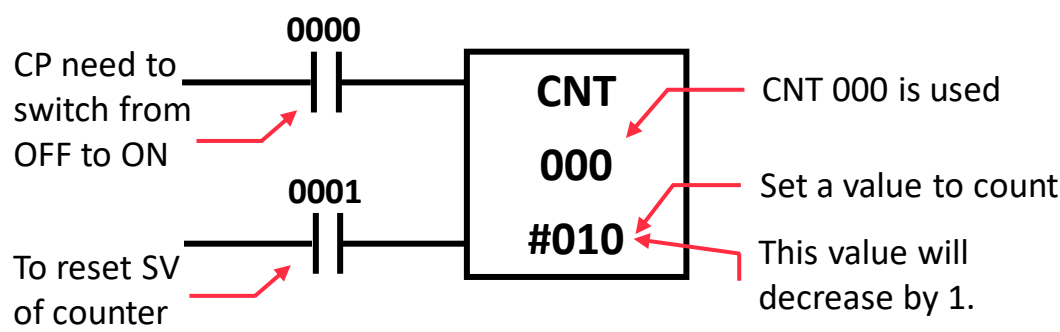 0000
CP need to
switch from
OFF to ON
0001
To reset SV
of counter
CNT
000
#010
CNT 000 is used
Set a value to count
This value will
decrease by 1.